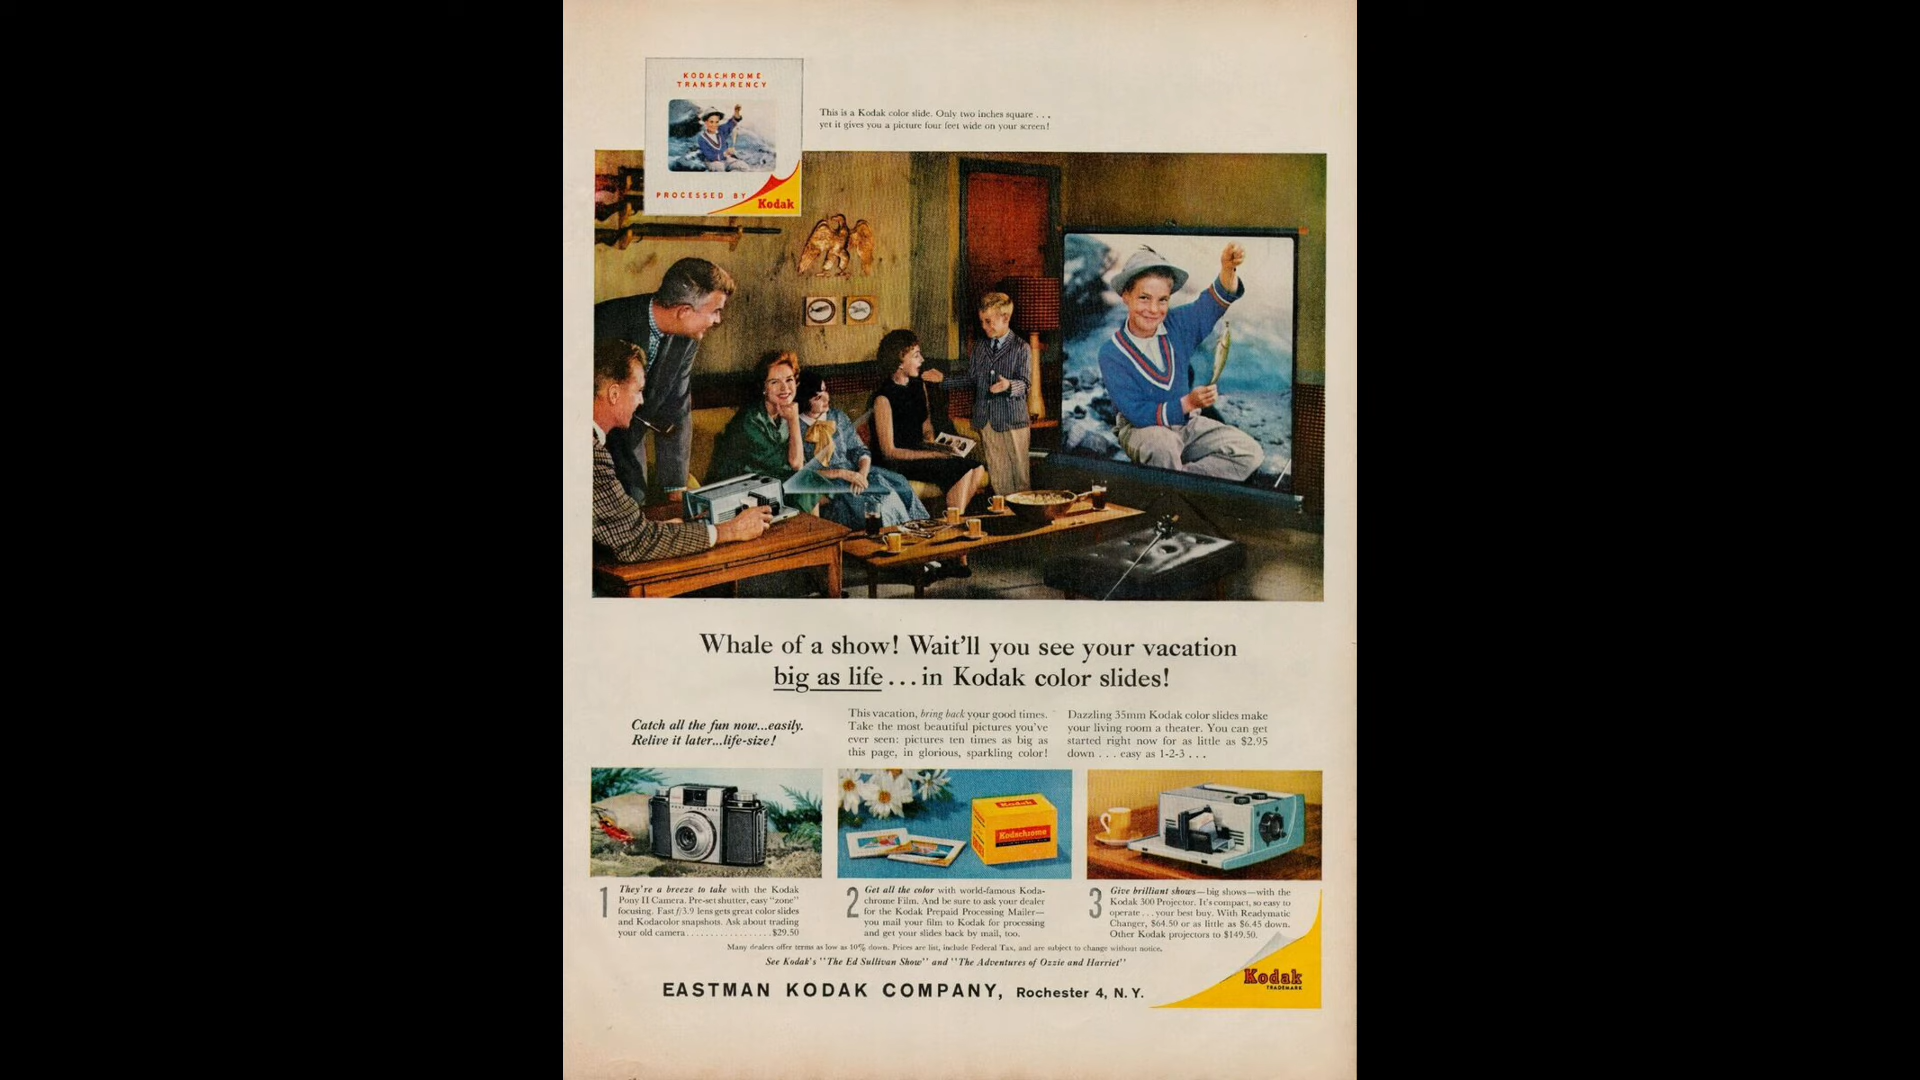 KODACHROME
TRANSPARENCY
PROCESSED BY
Kodak
This is a Kodak color slide. Only two inches square . . .
yet it gives you a picture four feet wide on your screen!
Whale of a show! Wait'll you see your vacation
big as life . . . in Kodak color slides!
Catch all the fun now...easily.
Relive it later...life-size!
This vacation, bring back your good times.
Take the most beautiful pictures you've
ever seen: pictures ten times as big as
this page, in glorious, sparkling color!
Dazzling 35mm Kodak color slides make
your living room a theater. You can get
started right now for as little as $2.95
down . . . easy as 1-2-3 . . .
Kodak
Kodachrome
1 They're a breeze to take with the Kodak
Pony II Camera. Pre-set shutter, easy "zone"
focusing. Fast f/3.9 lens gets great color slides
and Kodacolor snapshots. Ask about trading
your old camera . . . . . . . . . . . . . . . . . $29.50
2 Get all the color with world-famous Koda-
chrome Film. And be sure to ask your dealer
for the Kodak Prepaid Processing Mailer—
you mail your film to Kodak for processing
and get your slides back by mail, too.
3 Give brilliant shows—big shows—with the
Kodak 300 Projector. It's compact, so easy to
operate . . . your best buy. With Readymatic
Changer, $64.50 or as little as $6.45 down.
Other Kodak projectors to $149.50.
Many dealers offer terms as low as 10% down. Prices are list, include Federal Tax, and are subject to change without notice.
See Kodak's "The Ed Sullivan Show" and "The Adventures of Ozzie and Harriet"
EASTMAN KODAK COMPANY, Rochester 4, N. Y.
Kodak
TRADEMARK